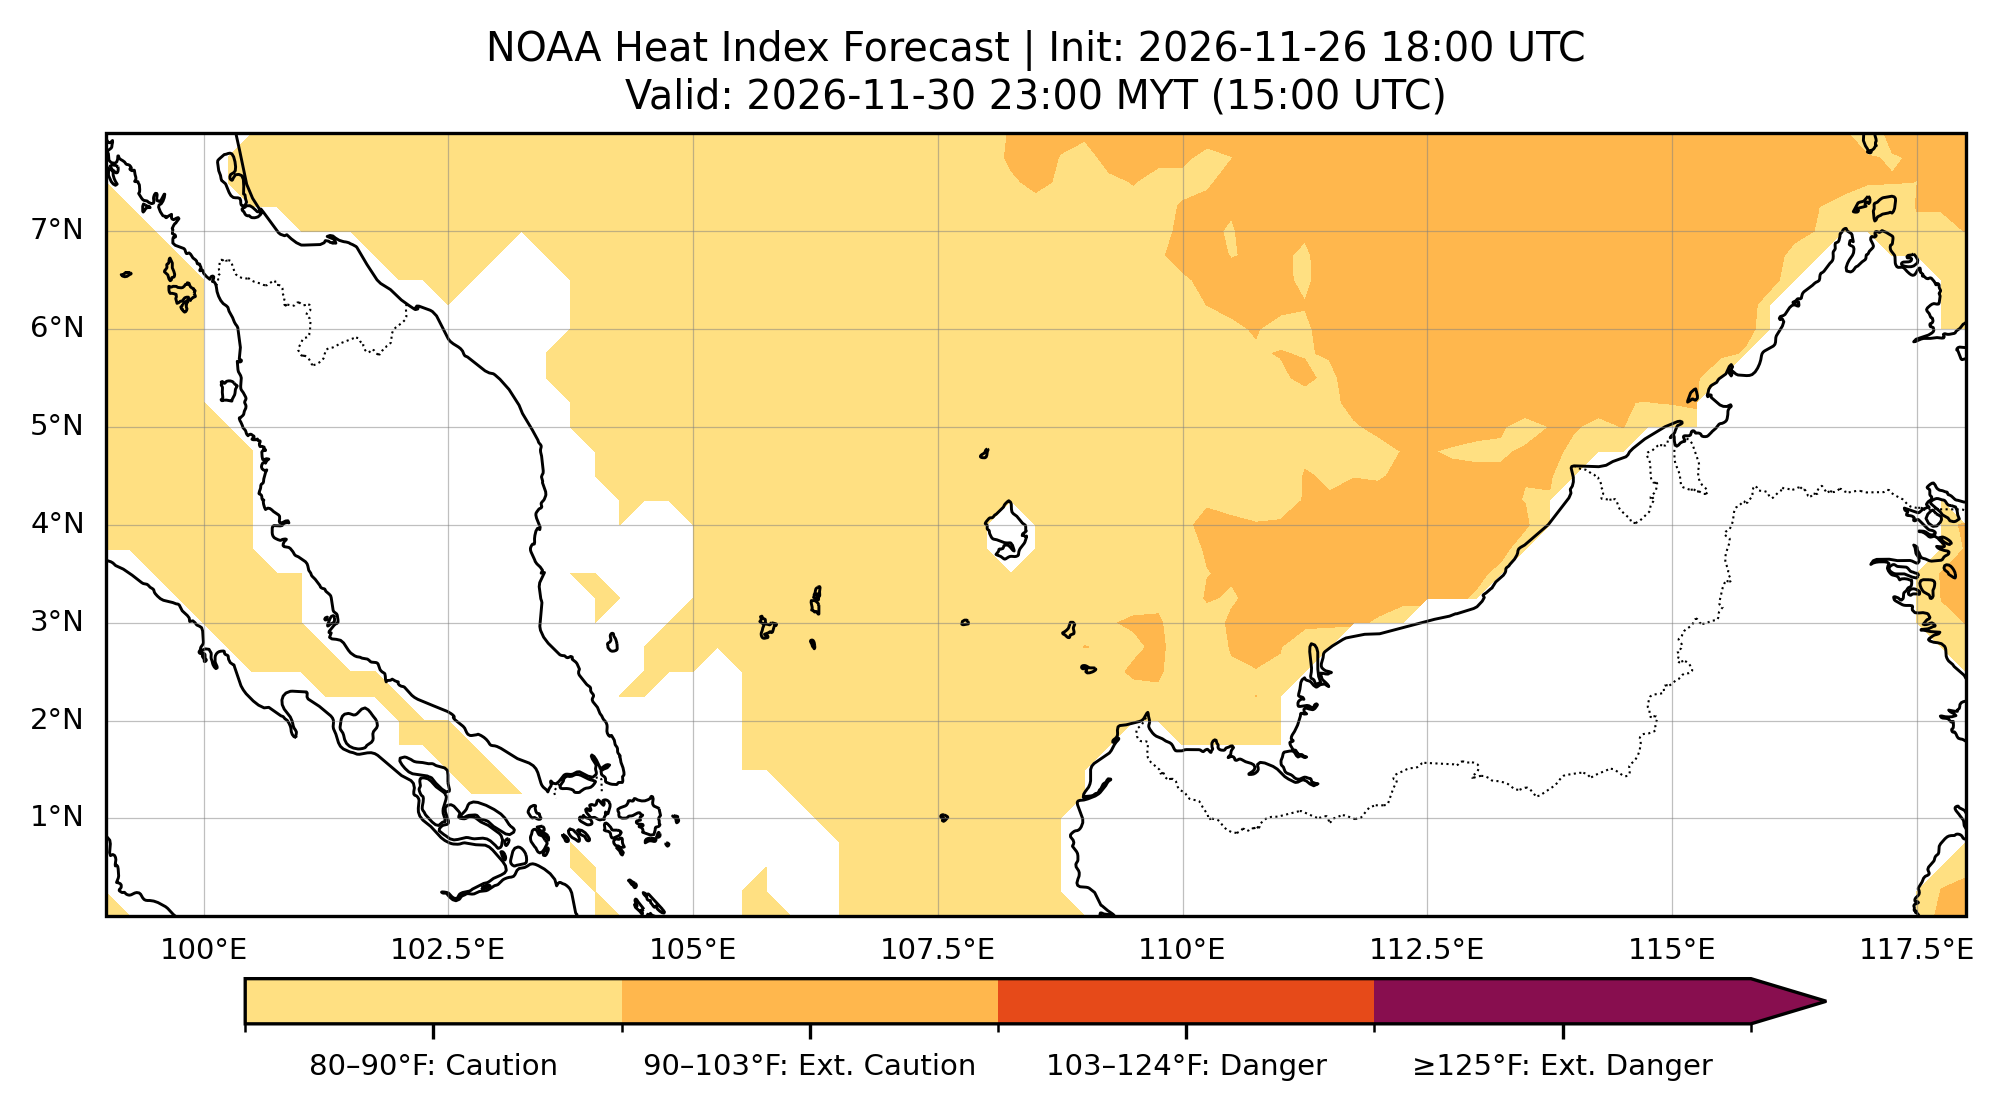 NOAA Heat Index Forecast | Init: 2026-11-26 18:00 UTC
Valid: 2026-11-30 23:00 MYT (15:00 UTC)
7°N
6°N
5°N
4°N
3°N
2°N
1°N
100°E 102.5°E 105°E 107.5°E 110°E 112.5°E 115°E 117.5°E
80–90°F: Caution 90–103°F: Ext. Caution 103–124°F: Danger ≥125°F: Ext. Danger